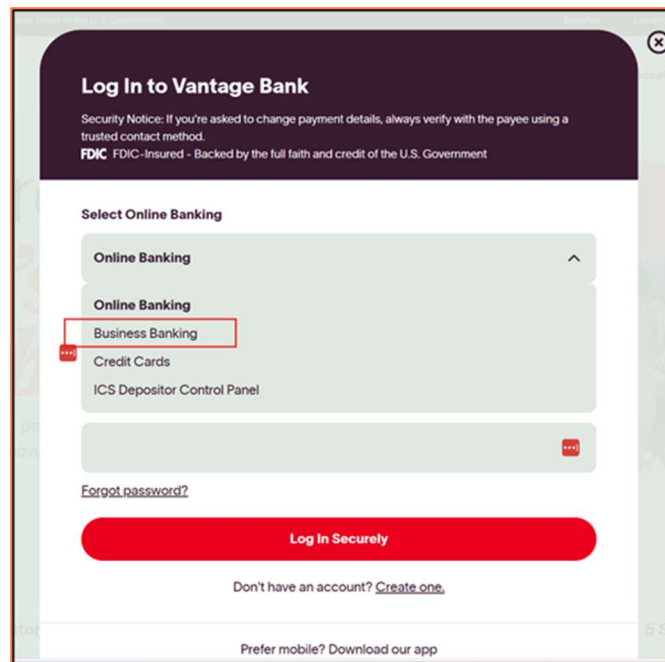 Log In to Vantage Bank
Security Notice: If you're asked to change payment details, always verify with the payee using a
trusted contact method.
FDIC FDIC-Insured - Backed by the full faith and credit of the U.S. Government
Select Online Banking
Online Banking
Online Banking
Business Banking
Credit Cards
ICS Depositor Control Panel
Forgot password?
Log In Securely
Don't have an account? Create one.
Prefer mobile? Download our app